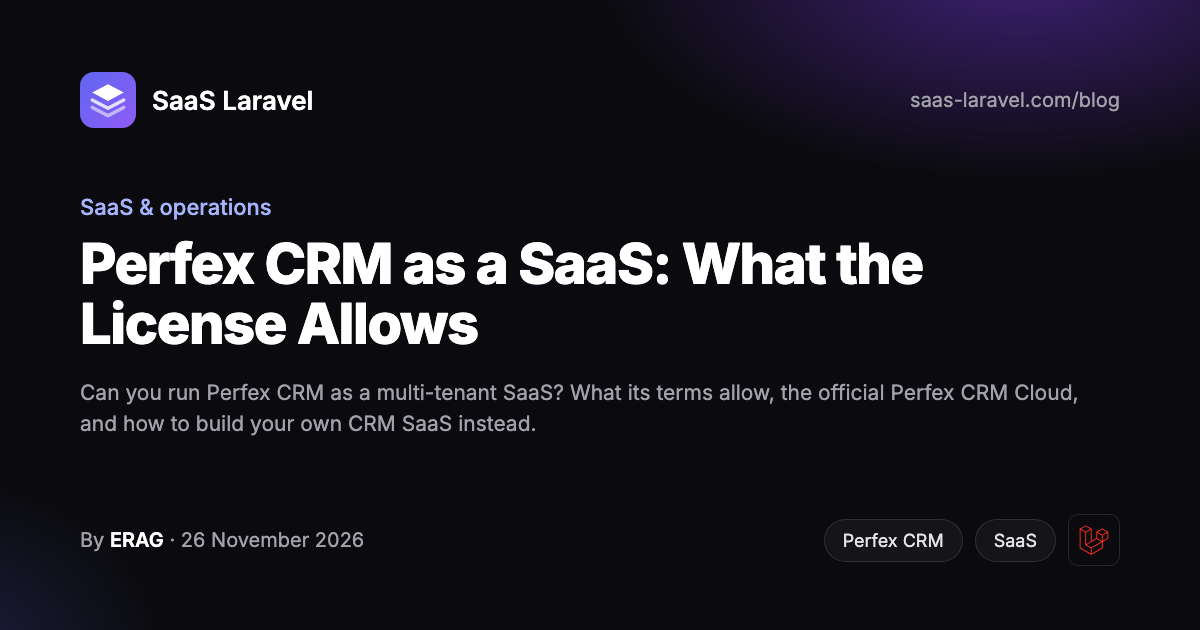 SaaS Laravel
saas-laravel.com/blog
SaaS & operations
Perfex CRM as a SaaS: What the
License Allows
Can you run Perfex CRM as a multi-tenant SaaS? What its terms allow, the official Perfex CRM Cloud,
and how to build your own CRM SaaS instead.
By ERAG · 26 November 2026
Perfex CRM
SaaS